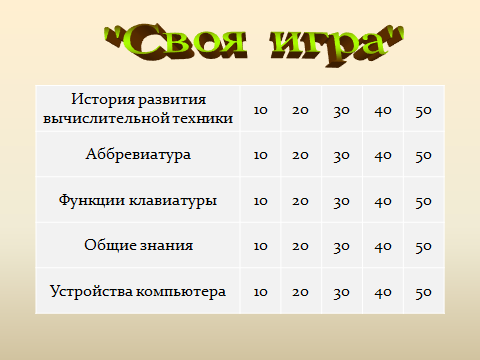 "Своя игра"
История развития
вычислительной техники 10 20 30 40 50
Аббревиатура 10 20 30 40 50
Функции клавиатуры 10 20 30 40 50
Общие знания 10 20 30 40 50
Устройства компьютера 10 20 30 40 50